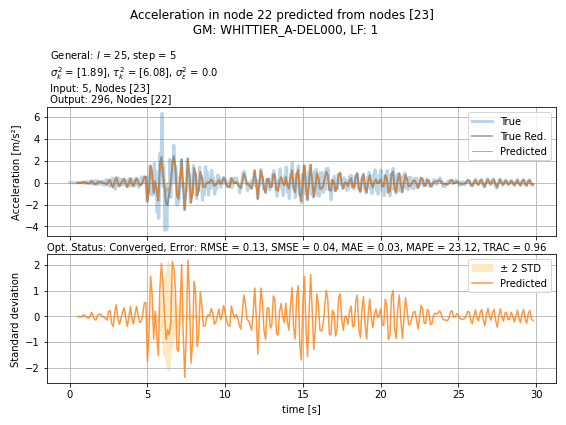 Acceleration in node 22 predicted from nodes [23]
GM: WHITTIER_A-DEL000, LF: 1
General: l = 25, step = 5
σ²ₖ = [1.89], τ²ₖ = [6.08], σ²ε = 0.0
Input: 5, Nodes [23]
Output: 296, Nodes [22]
Acceleration [m/s²]
6
4
2
0
−2
−4
True
True Red.
Predicted
Opt. Status: Converged, Error: RMSE = 0.13, SMSE = 0.04, MAE = 0.03, MAPE = 23.12, TRAC = 0.96
Standard deviation
2
1
0
−1
−2
± 2 STD
Predicted
0 5 10 15 20 25 30
time [s]